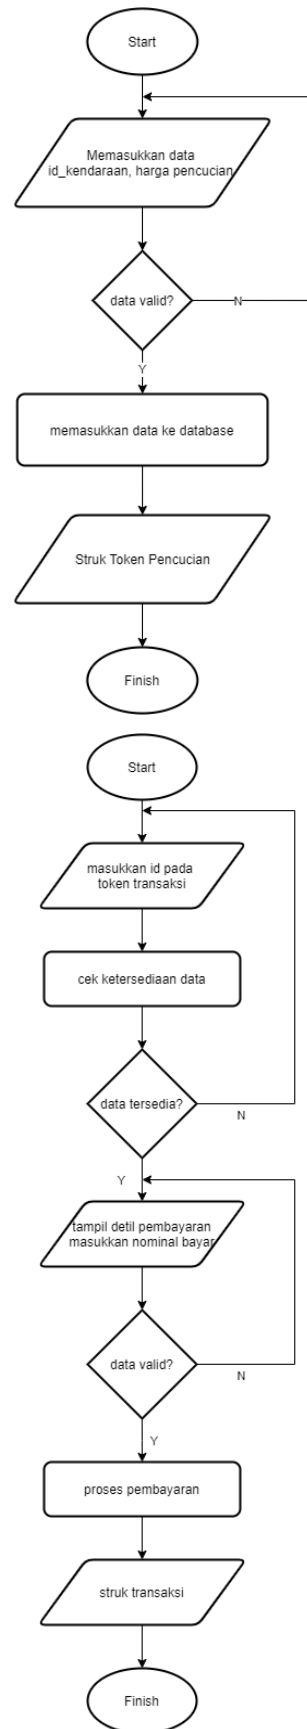 Start
Memasukkan data
id_kendaraan, harga pencucian
data valid?
N
Y
memasukkan data ke database
Struk Token Pencucian
Finish
Start
masukkan id pada
token transaksi
cek ketersediaan data
data tersedia?
N
Y
tampil detil pembayaran
masukkan nominal bayar
data valid?
N
Y
proses pembayaran
struk transaksi
Finish